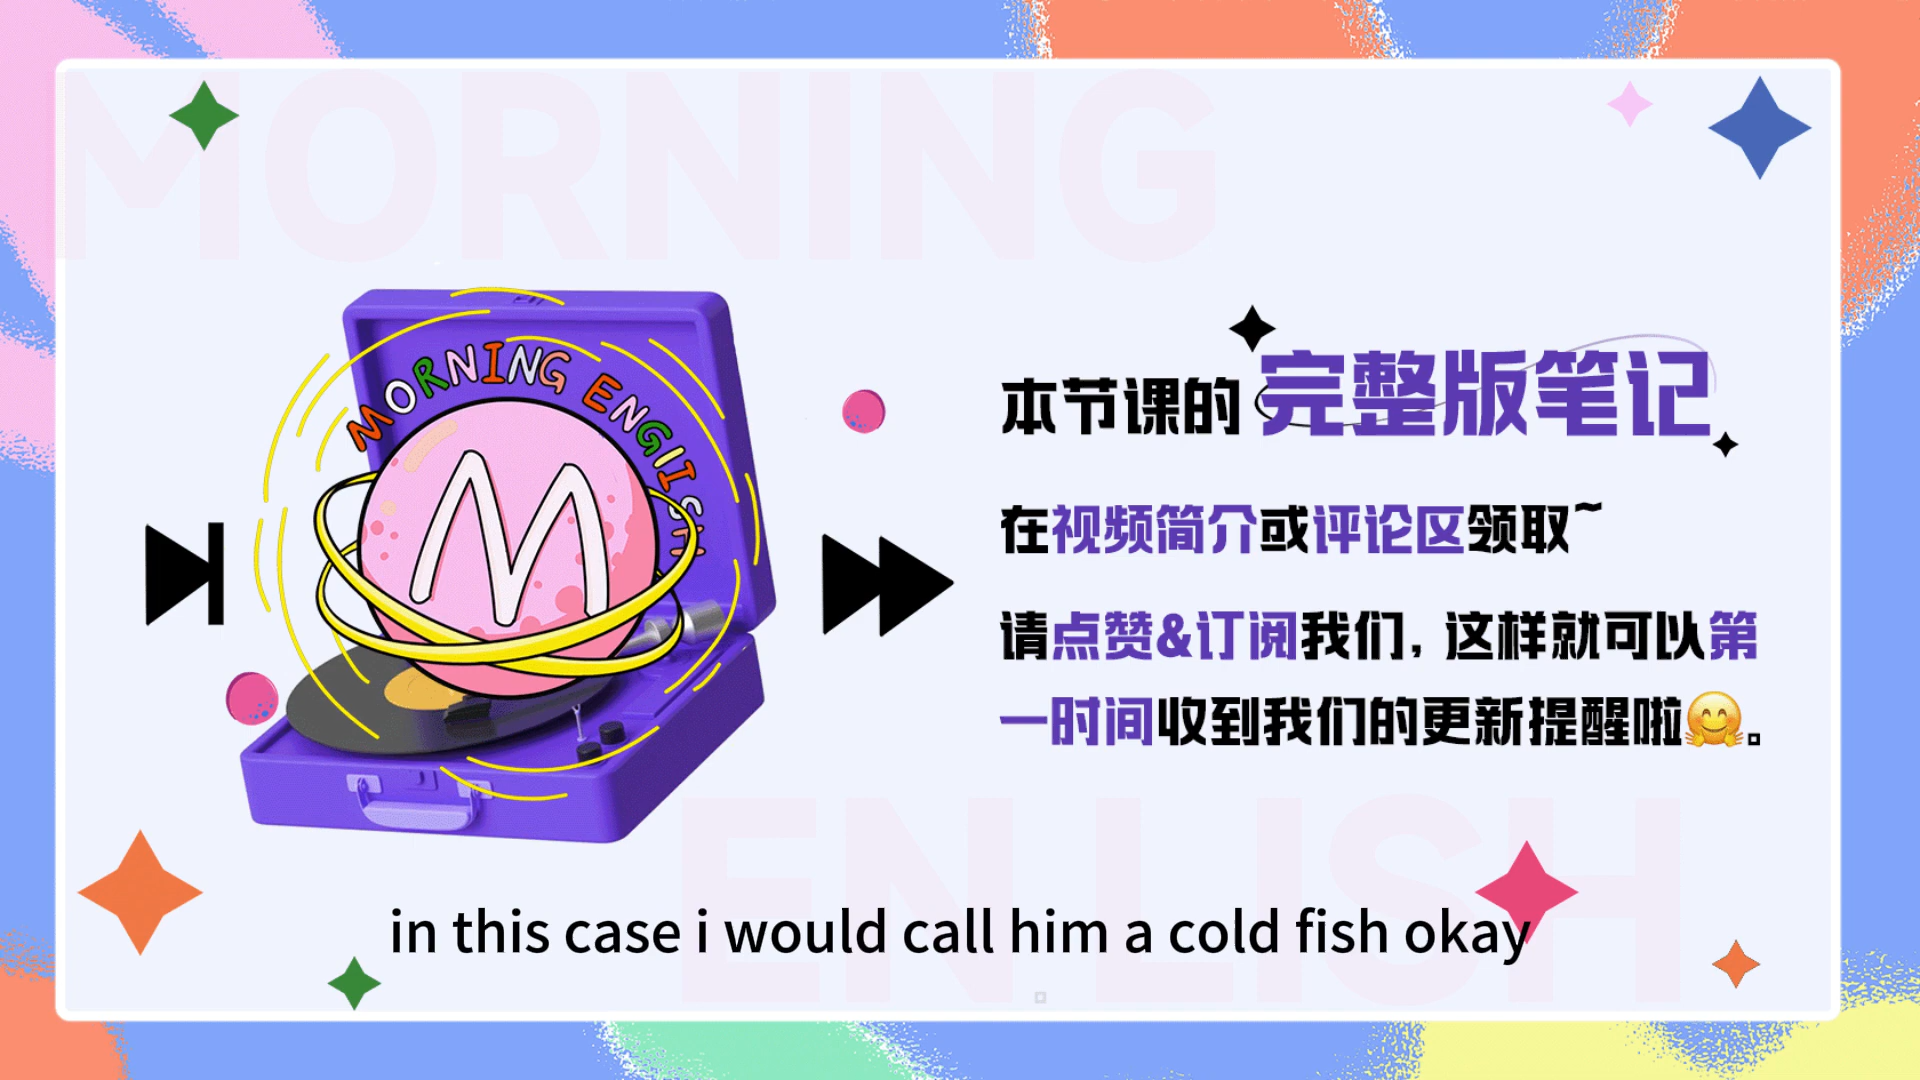 MORNING
MORNING ENGlISH
M
本节课的完整版笔记
在视频简介或评论区领取~
请点赞&订阅我们，这样就可以第
一时间收到我们的更新提醒啦🤗。
EN LISH
in this case i would call him a cold fish okay